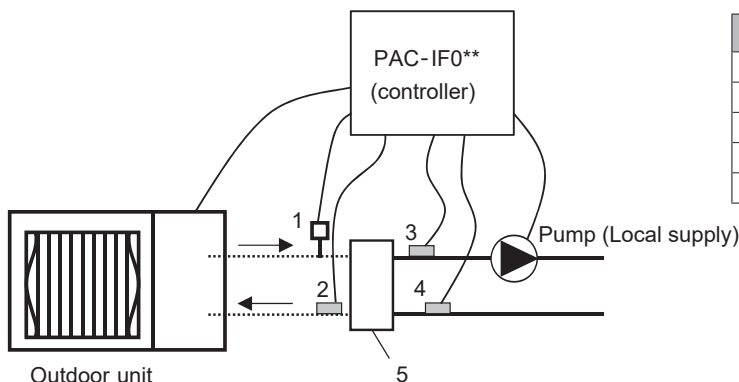 PAC-IF0**
(controller)
1
3
Pump (Local supply)
2
4
Outdoor unit
5